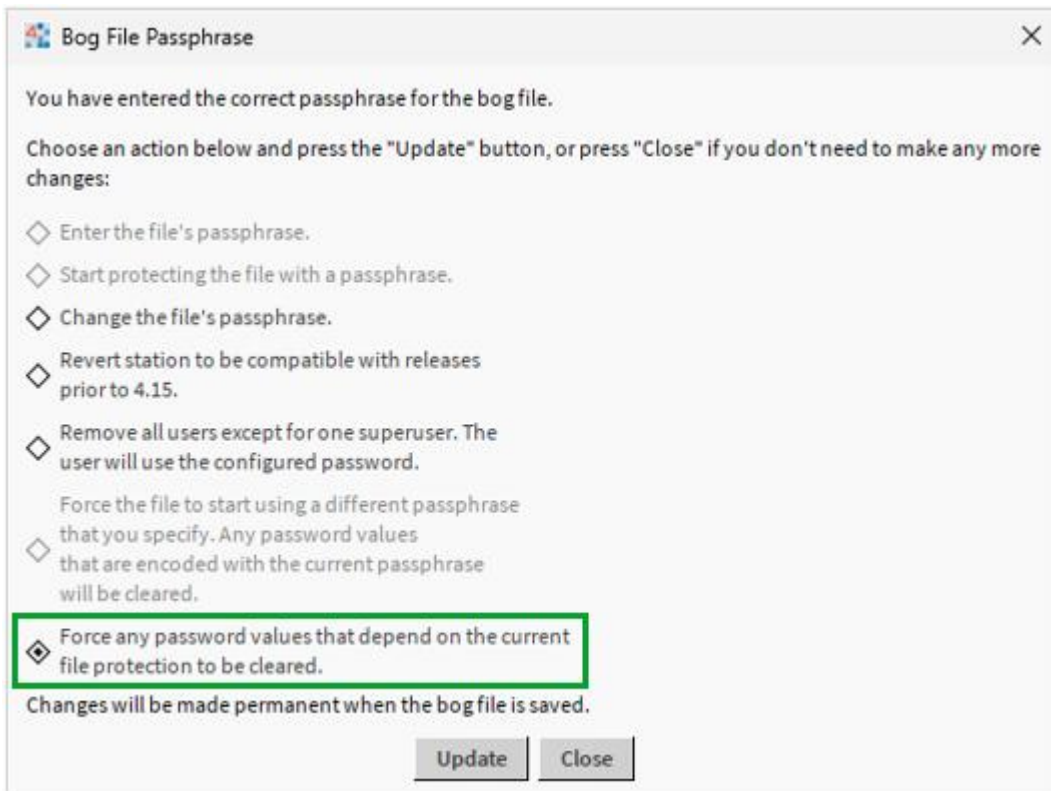 Bog File Passphrase
You have entered the correct passphrase for the bog file.
Choose an action below and press the "Update" button, or press "Close" if you don't need to make any more
changes:
Enter the file's passphrase.
Start protecting the file with a passphrase.
Change the file's passphrase.
Revert station to be compatible with releases
prior to 4.15.
Remove all users except for one superuser. The
user will use the configured password.
Force the file to start using a different passphrase
that you specify. Any password values
that are encoded with the current passphrase
will be cleared.
Force any password values that depend on the current
file protection to be cleared.
Changes will be made permanent when the bog file is saved.
Update Close